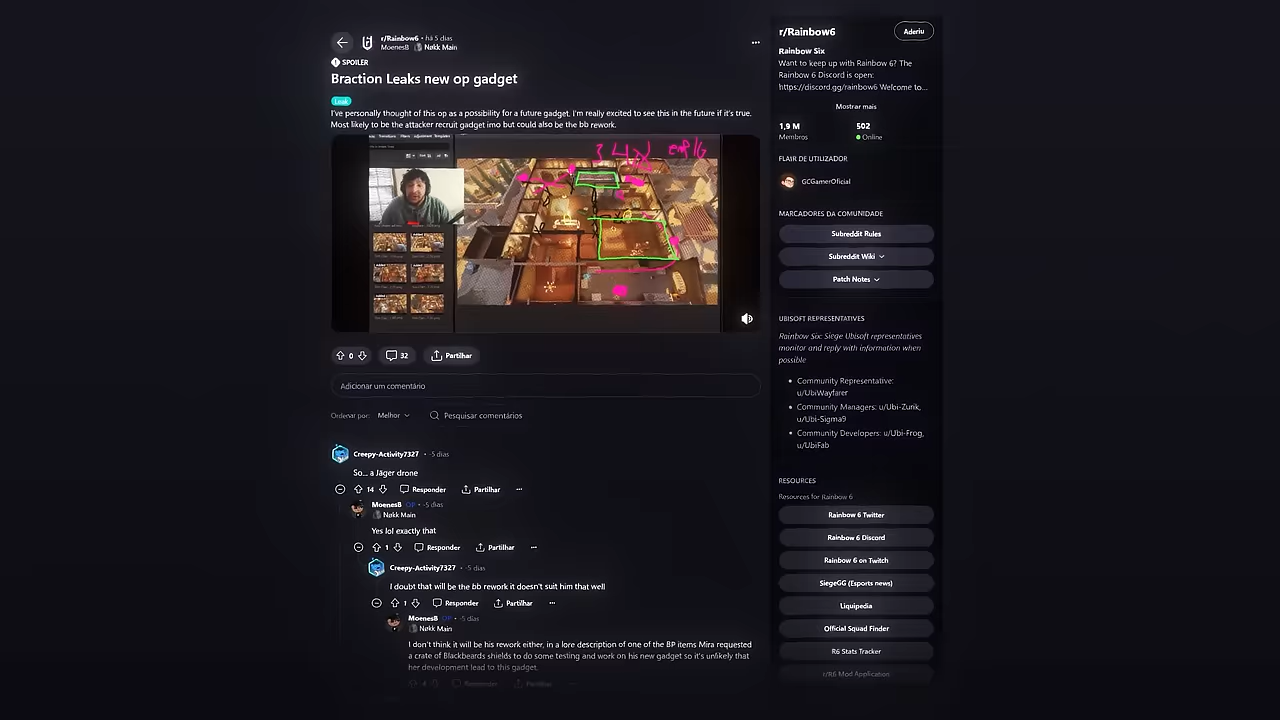 r/Rainbow6 • há 5 dias
MoenesB Nøkk Main
SPOILER
Braction Leaks new op gadget
Leak
I've personally thought of this op as a possibility for a future gadget, I'm really excited to see this in the future if it's true.
Most likely to be the attacker recruit gadget imo but could also be the bb rework.
0
32
Partilhar
Adicionar um comentário
Ordenar por: Melhor
Pesquisar comentários
Creepy-Activity7327 • -5 dias
So... a Jäger drone
14 Responder Partilhar
MoenesB OP • -5 dias
Nøkk Main
Yes lol exactly that
1 Responder Partilhar
Creepy-Activity7327 • -5 dias
I doubt that will be the bb rework it doesn't suit him that well
1 Responder Partilhar
MoenesB OP • -5 dias
Nøkk Main
I don't think it will be his rework either, in a lore description of one of the BP items Mira requested
a crate of Blackbeards shields to do some testing and work on his new gadget so it's unlikely that
her development lead to this gadget.
4 Responder Partilhar
r/Rainbow6
Aderiu
Rainbow Six
Want to keep up with Rainbow 6? The
Rainbow 6 Discord is open:
https://discord.gg/rainbow6 Welcome to...
Mostrar mais
1,9 M
502
Membros
Online
FLAIR DE UTILIZADOR
GCGamerOficial
MARCADORES DA COMUNIDADE
Subreddit Rules
Subreddit Wiki
Patch Notes
UBISOFT REPRESENTATIVES
Rainbow Six: Siege Ubisoft representatives
monitor and reply with information when
possible
Community Representative:
u/UbiWayfarer
Community Managers: u/Ubi-Zunk,
u/Ubi-Sigma9
Community Developers: u/Ubi-Frog,
u/UbiFab
RESOURCES
Resources for Rainbow 6
Rainbow 6 Twitter
Rainbow 6 Discord
Rainbow 6 on Twitch
SiegeGG (Esports news)
Liquipedia
Official Squad Finder
R6 Stats Tracker
r/R6 Mod Application